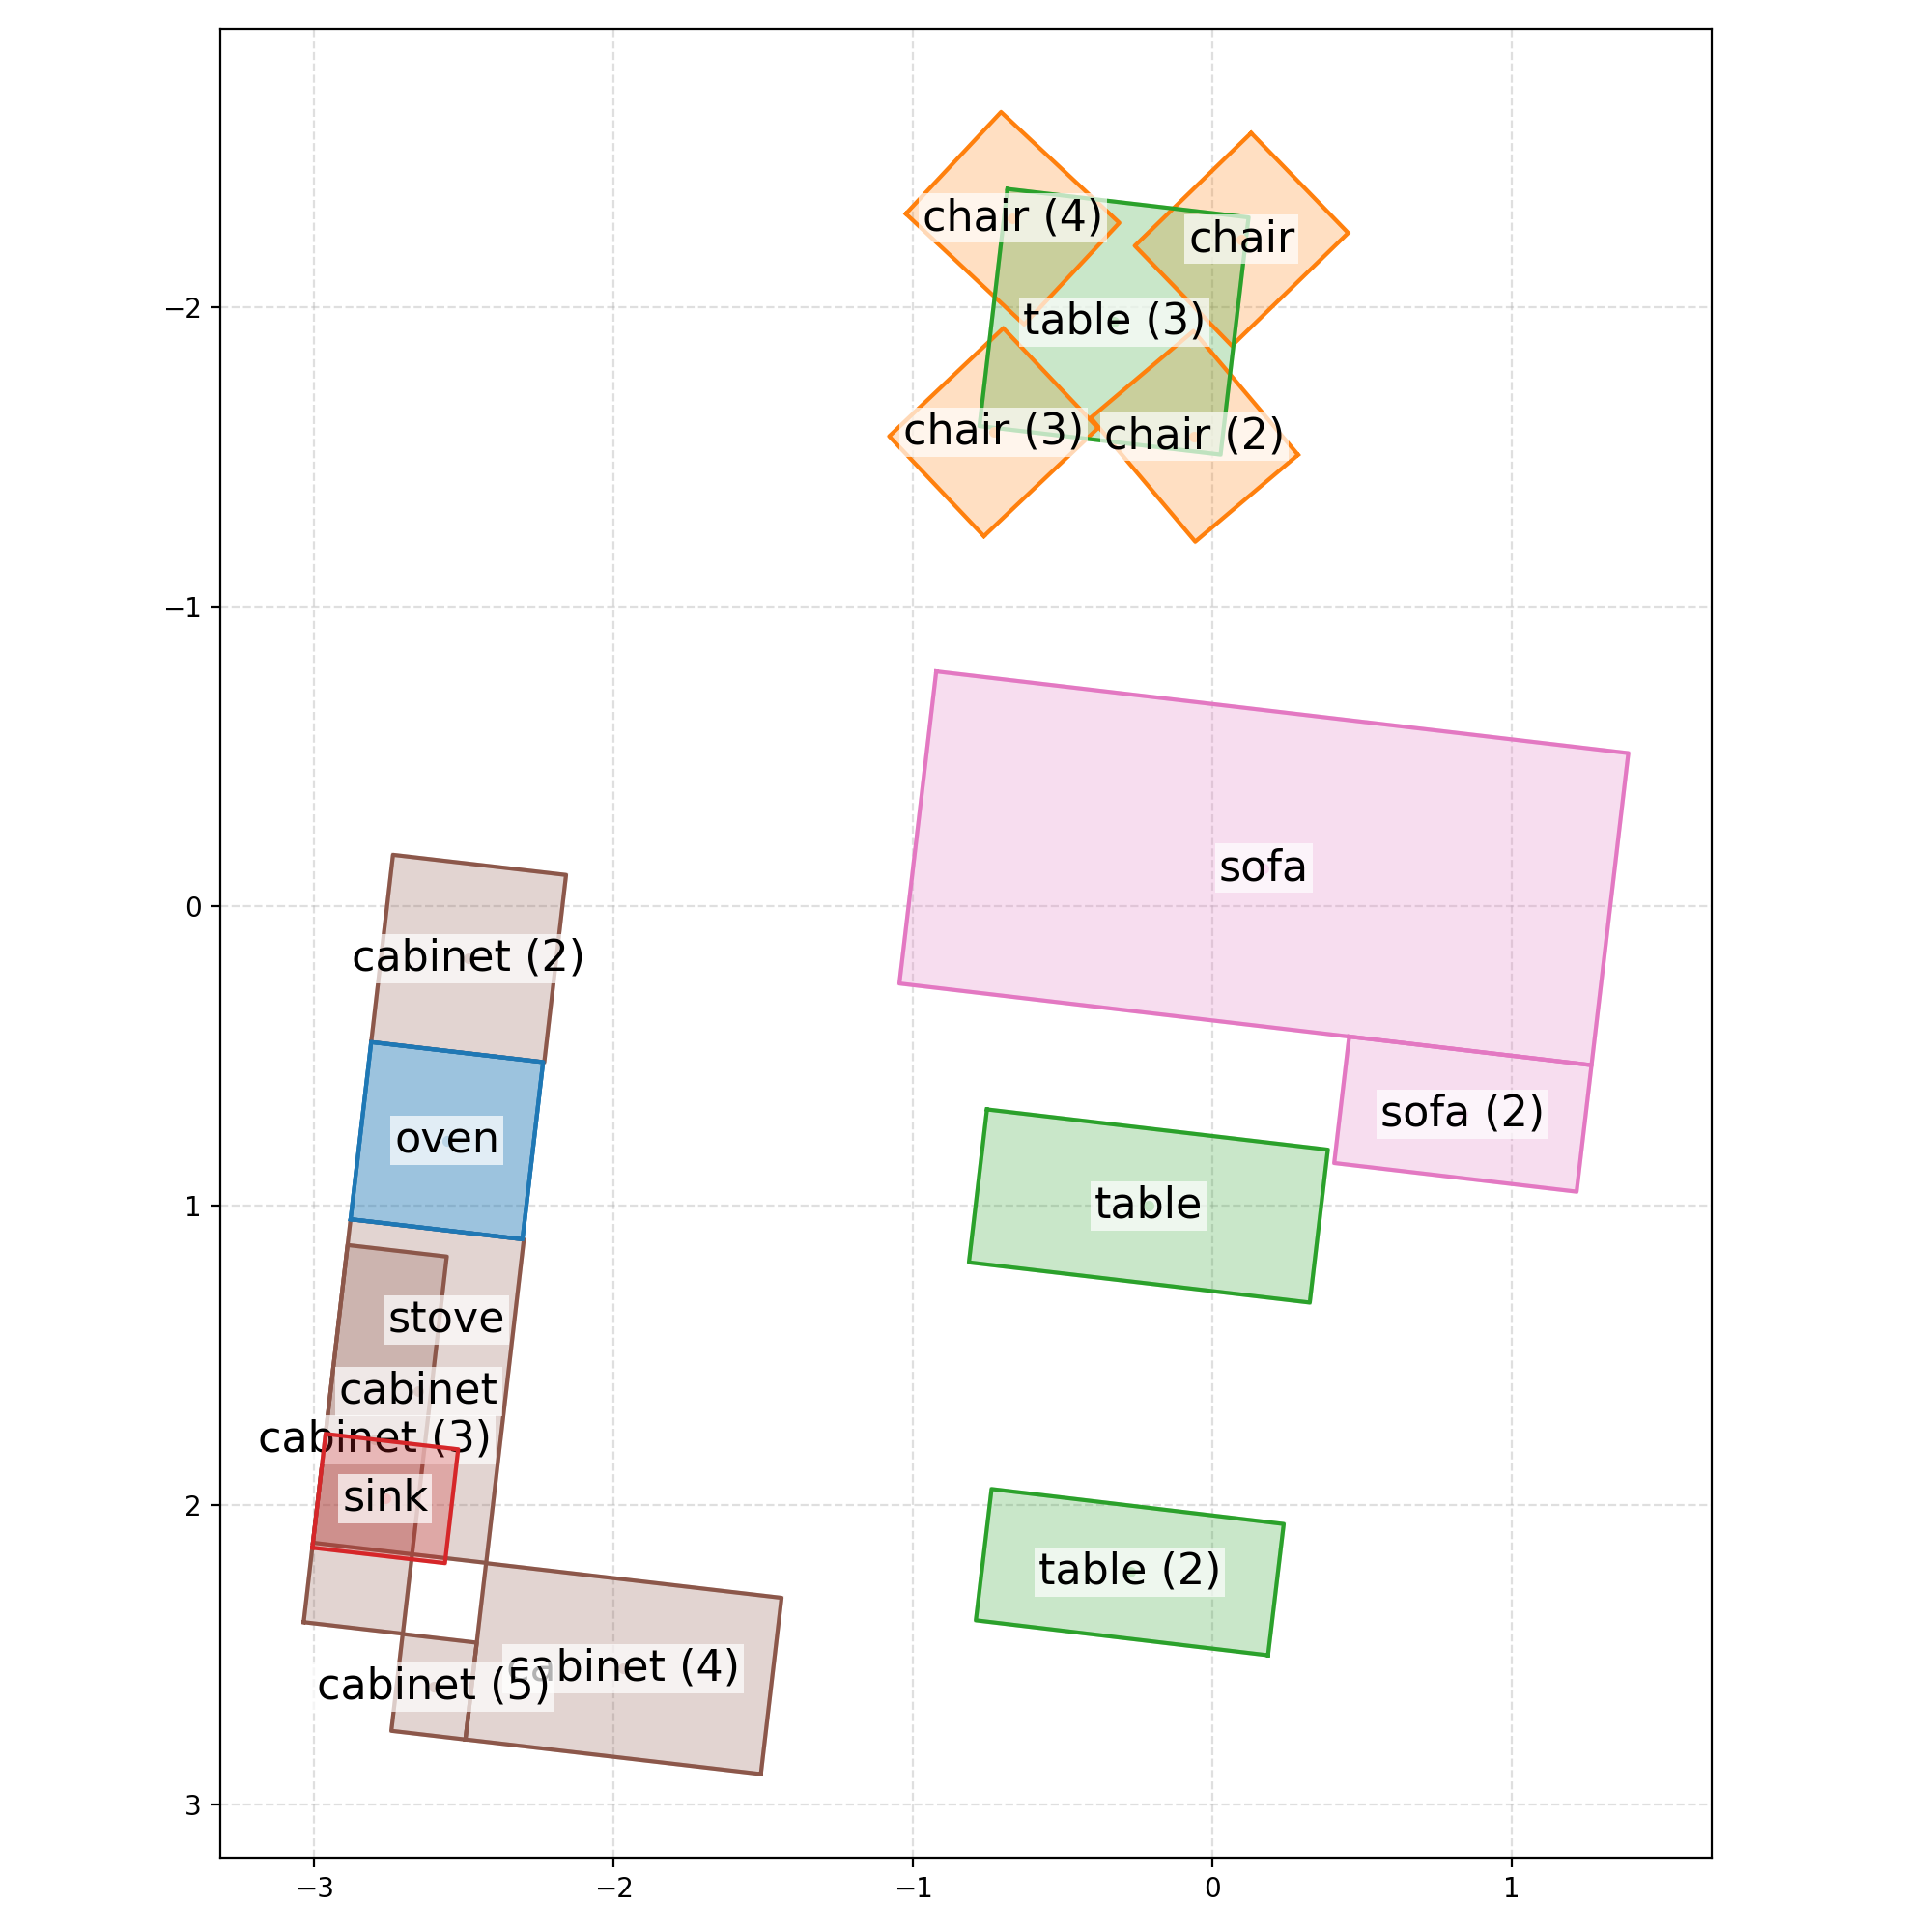 chair (4)
chair
−2
table (3)
chair (3)
chair (2)
−1
sofa
0
cabinet (2)
sofa (2)
oven
1
table
stove
cabinet
cabinet (3)
sink
2
table (2)
cabinet (4)
cabinet (5)
3
−3
−2
−1
0
1